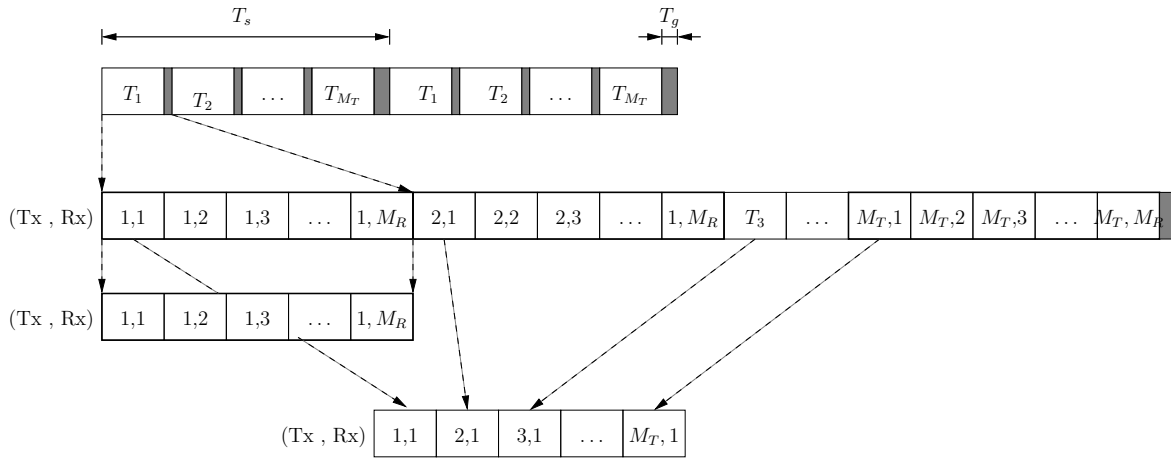 T_s T_g
T_1 T_2 ... T_{M_T} T_1 T_2 ... T_{M_T}
(Tx , Rx) 1,1 1,2 1,3 ... 1, M_R 2,1 2,2 2,3 ... 1, M_R T_3 ... M_T,1 M_T,2 M_T,3 ... M_T, M_R
(Tx , Rx) 1,1 1,2 1,3 ... 1, M_R
(Tx , Rx) 1,1 2,1 3,1 ... M_T, 1